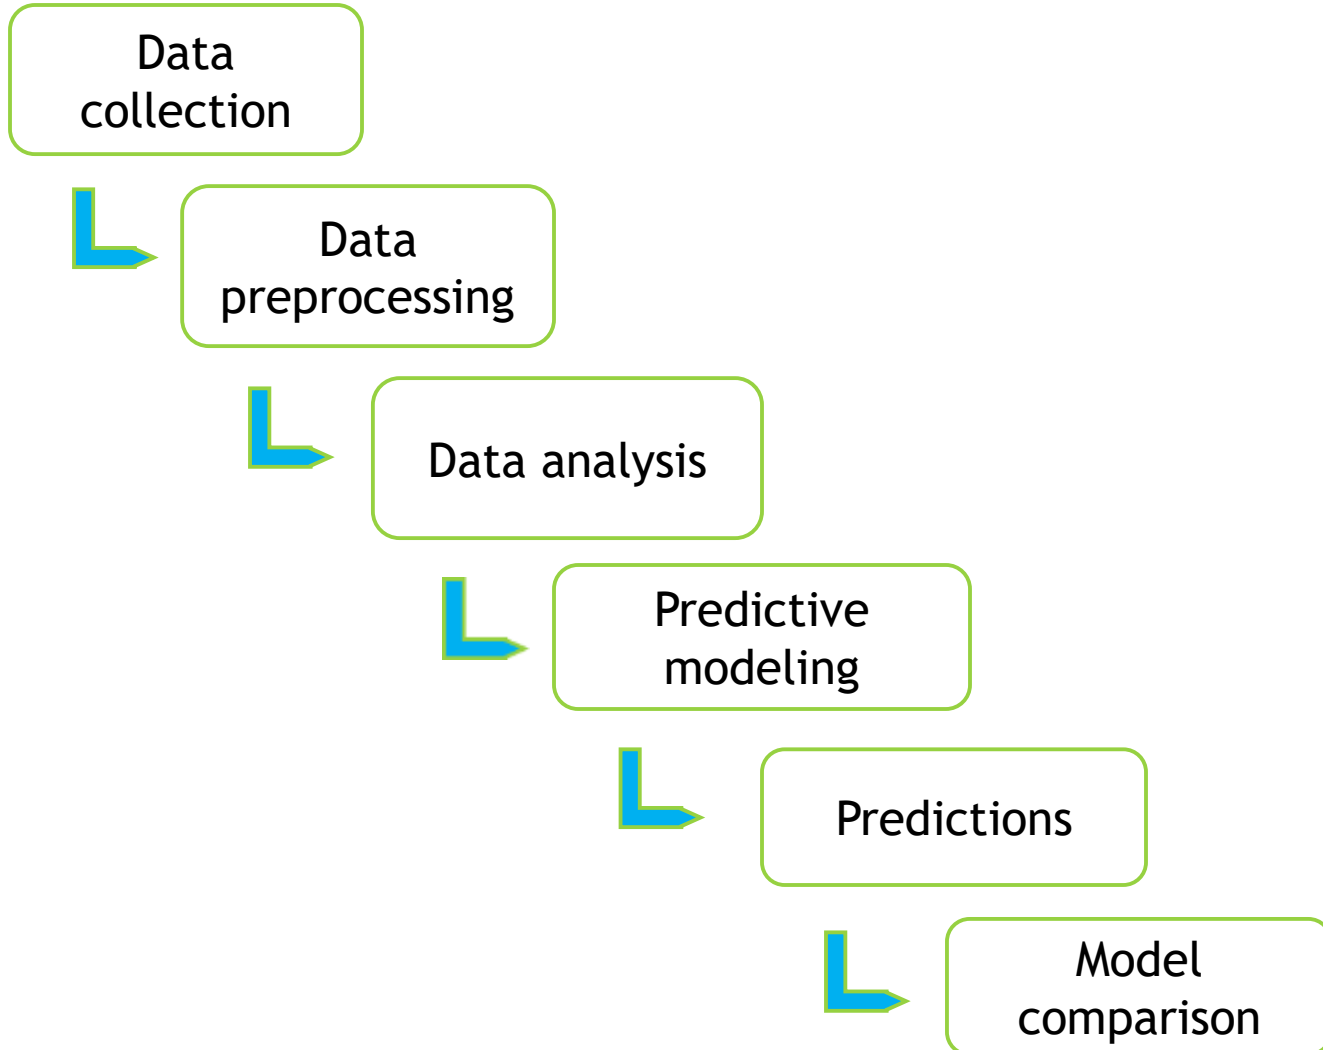 Data
collection
Data
preprocessing
Data analysis
Predictive
modeling
Predictions
Model
comparison